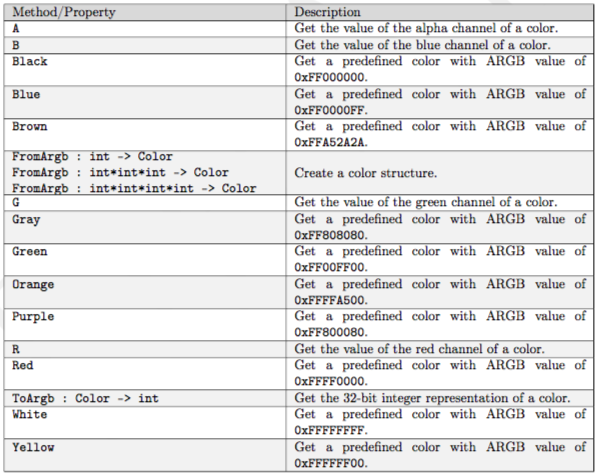 Method/Property Description
A Get the value of the alpha channel of a color.
B Get the value of the blue channel of a color.
Black Get a predefined color with ARGB value of
0xFF000000.
Blue Get a predefined color with ARGB value of
0xFF0000FF.
Brown Get a predefined color with ARGB value of
0xFFA52A2A.
FromArgb : int -> Color
FromArgb : int*int*int -> Color Create a color structure.
FromArgb : int*int*int*int -> Color
G Get the value of the green channel of a color.
Gray Get a predefined color with ARGB value of
0xFF808080.
Green Get a predefined color with ARGB value of
0xFF00FF00.
Orange Get a predefined color with ARGB value of
0xFFFFA500.
Purple Get a predefined color with ARGB value of
0xFF800080.
R Get the value of the red channel of a color.
Red Get a predefined color with ARGB value of
0xFFFF0000.
ToArgb : Color -> int Get the 32-bit integer representation of a color.
White Get a predefined color with ARGB value of
0xFFFFFFFF.
Yellow Get a predefined color with ARGB value of
0xFFFFFF00.